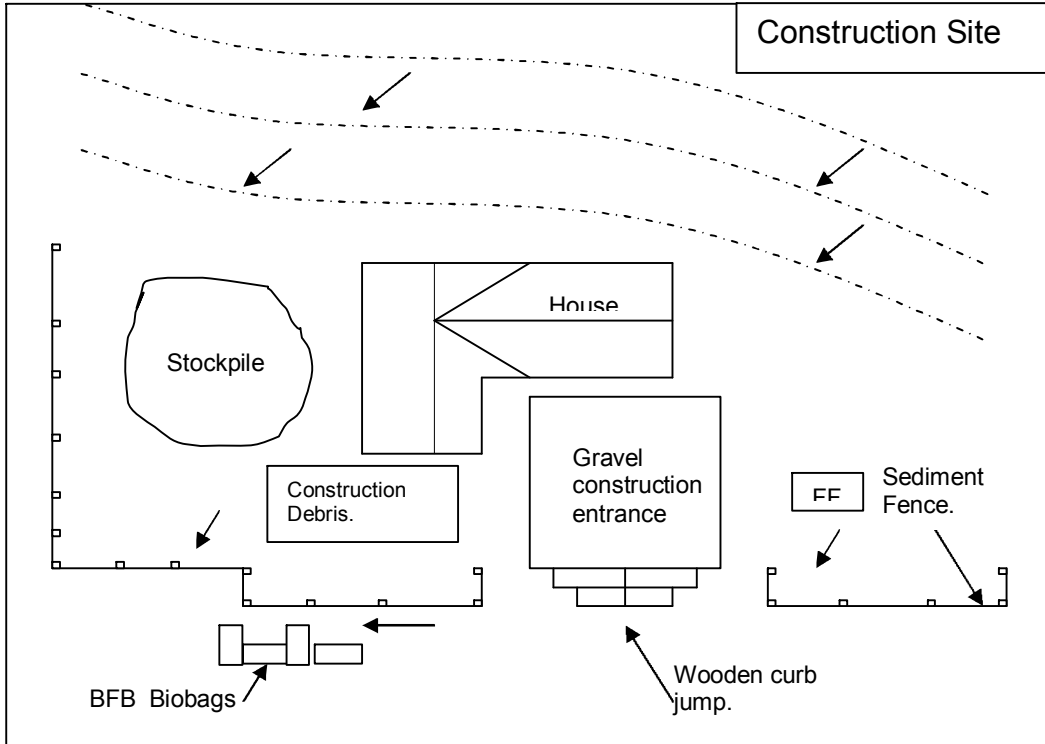 Construction Site
House
Stockpile
Gravel
construction
entrance
Construction
Debris.
Sediment
Fence.
BFB Biobags
Wooden curb
jump.